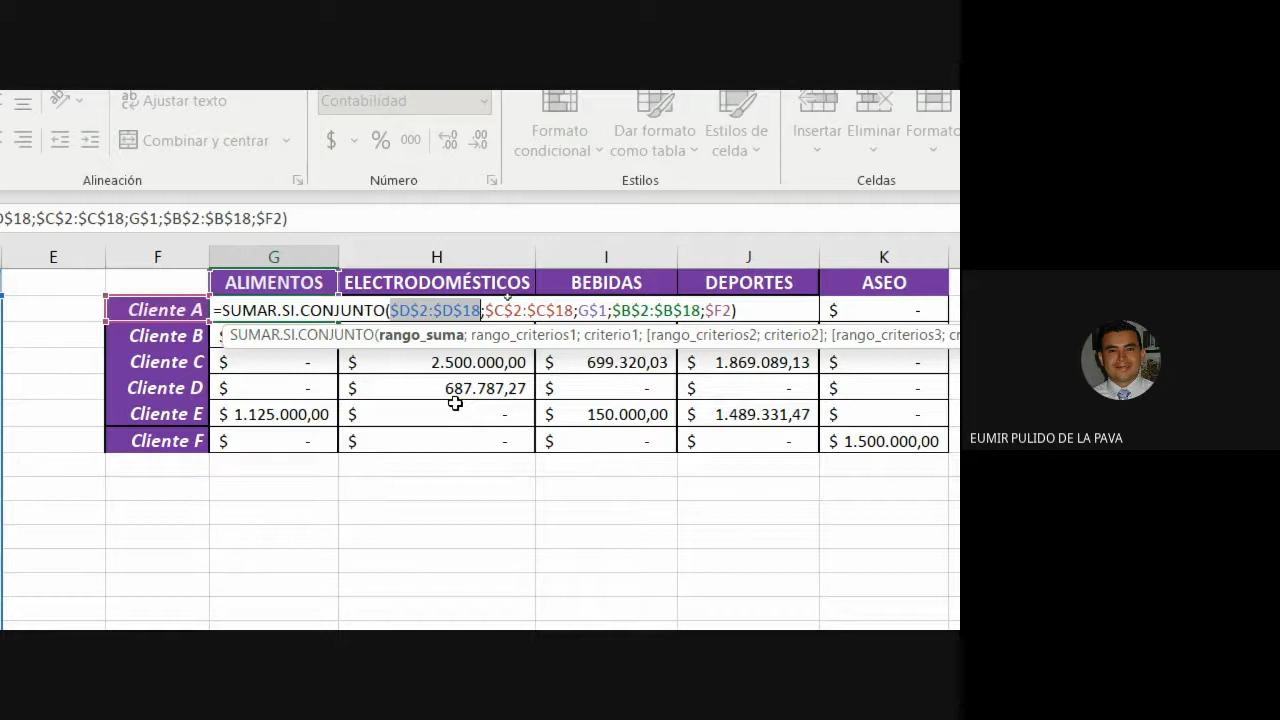 Ajustar texto
Contabilidad
Combinar y centrar
$ % 000
Formato condicional
Dar formato como tabla
Estilos de celda
Insertar
Eliminar
Formato
Alineación
Número
Estilos
Celdas
D$18;$C$2:$C$18;G$1;$B$2:$B$18;$F2)
E F G H I J K
ALIMENTOS ELECTRODOMÉSTICOS BEBIDAS DEPORTES ASEO
Cliente A =SUMAR.SI.CONJUNTO($D$2:$D$18;$C$2:$C$18;G$1;$B$2:$B$18;$F2) $ -
Cliente B $ SUMAR.SI.CONJUNTO(rango_suma; rango_criterios1; criterio1; [rango_criterios2; criterio2]; [rango_criterios3; cr
Cliente C $ - $ 2.500.000,00 $ 699.320,03 $ 1.869.089,13 $ -
Cliente D $ - $ 687.787,27 $ - $ - $ -
Cliente E $ 1.125.000,00 $ - $ 150.000,00 $ 1.489.331,47 $ -
Cliente F $ - $ - $ - $ - $ 1.500.000,00
EUMIR PULIDO DE LA PAVA